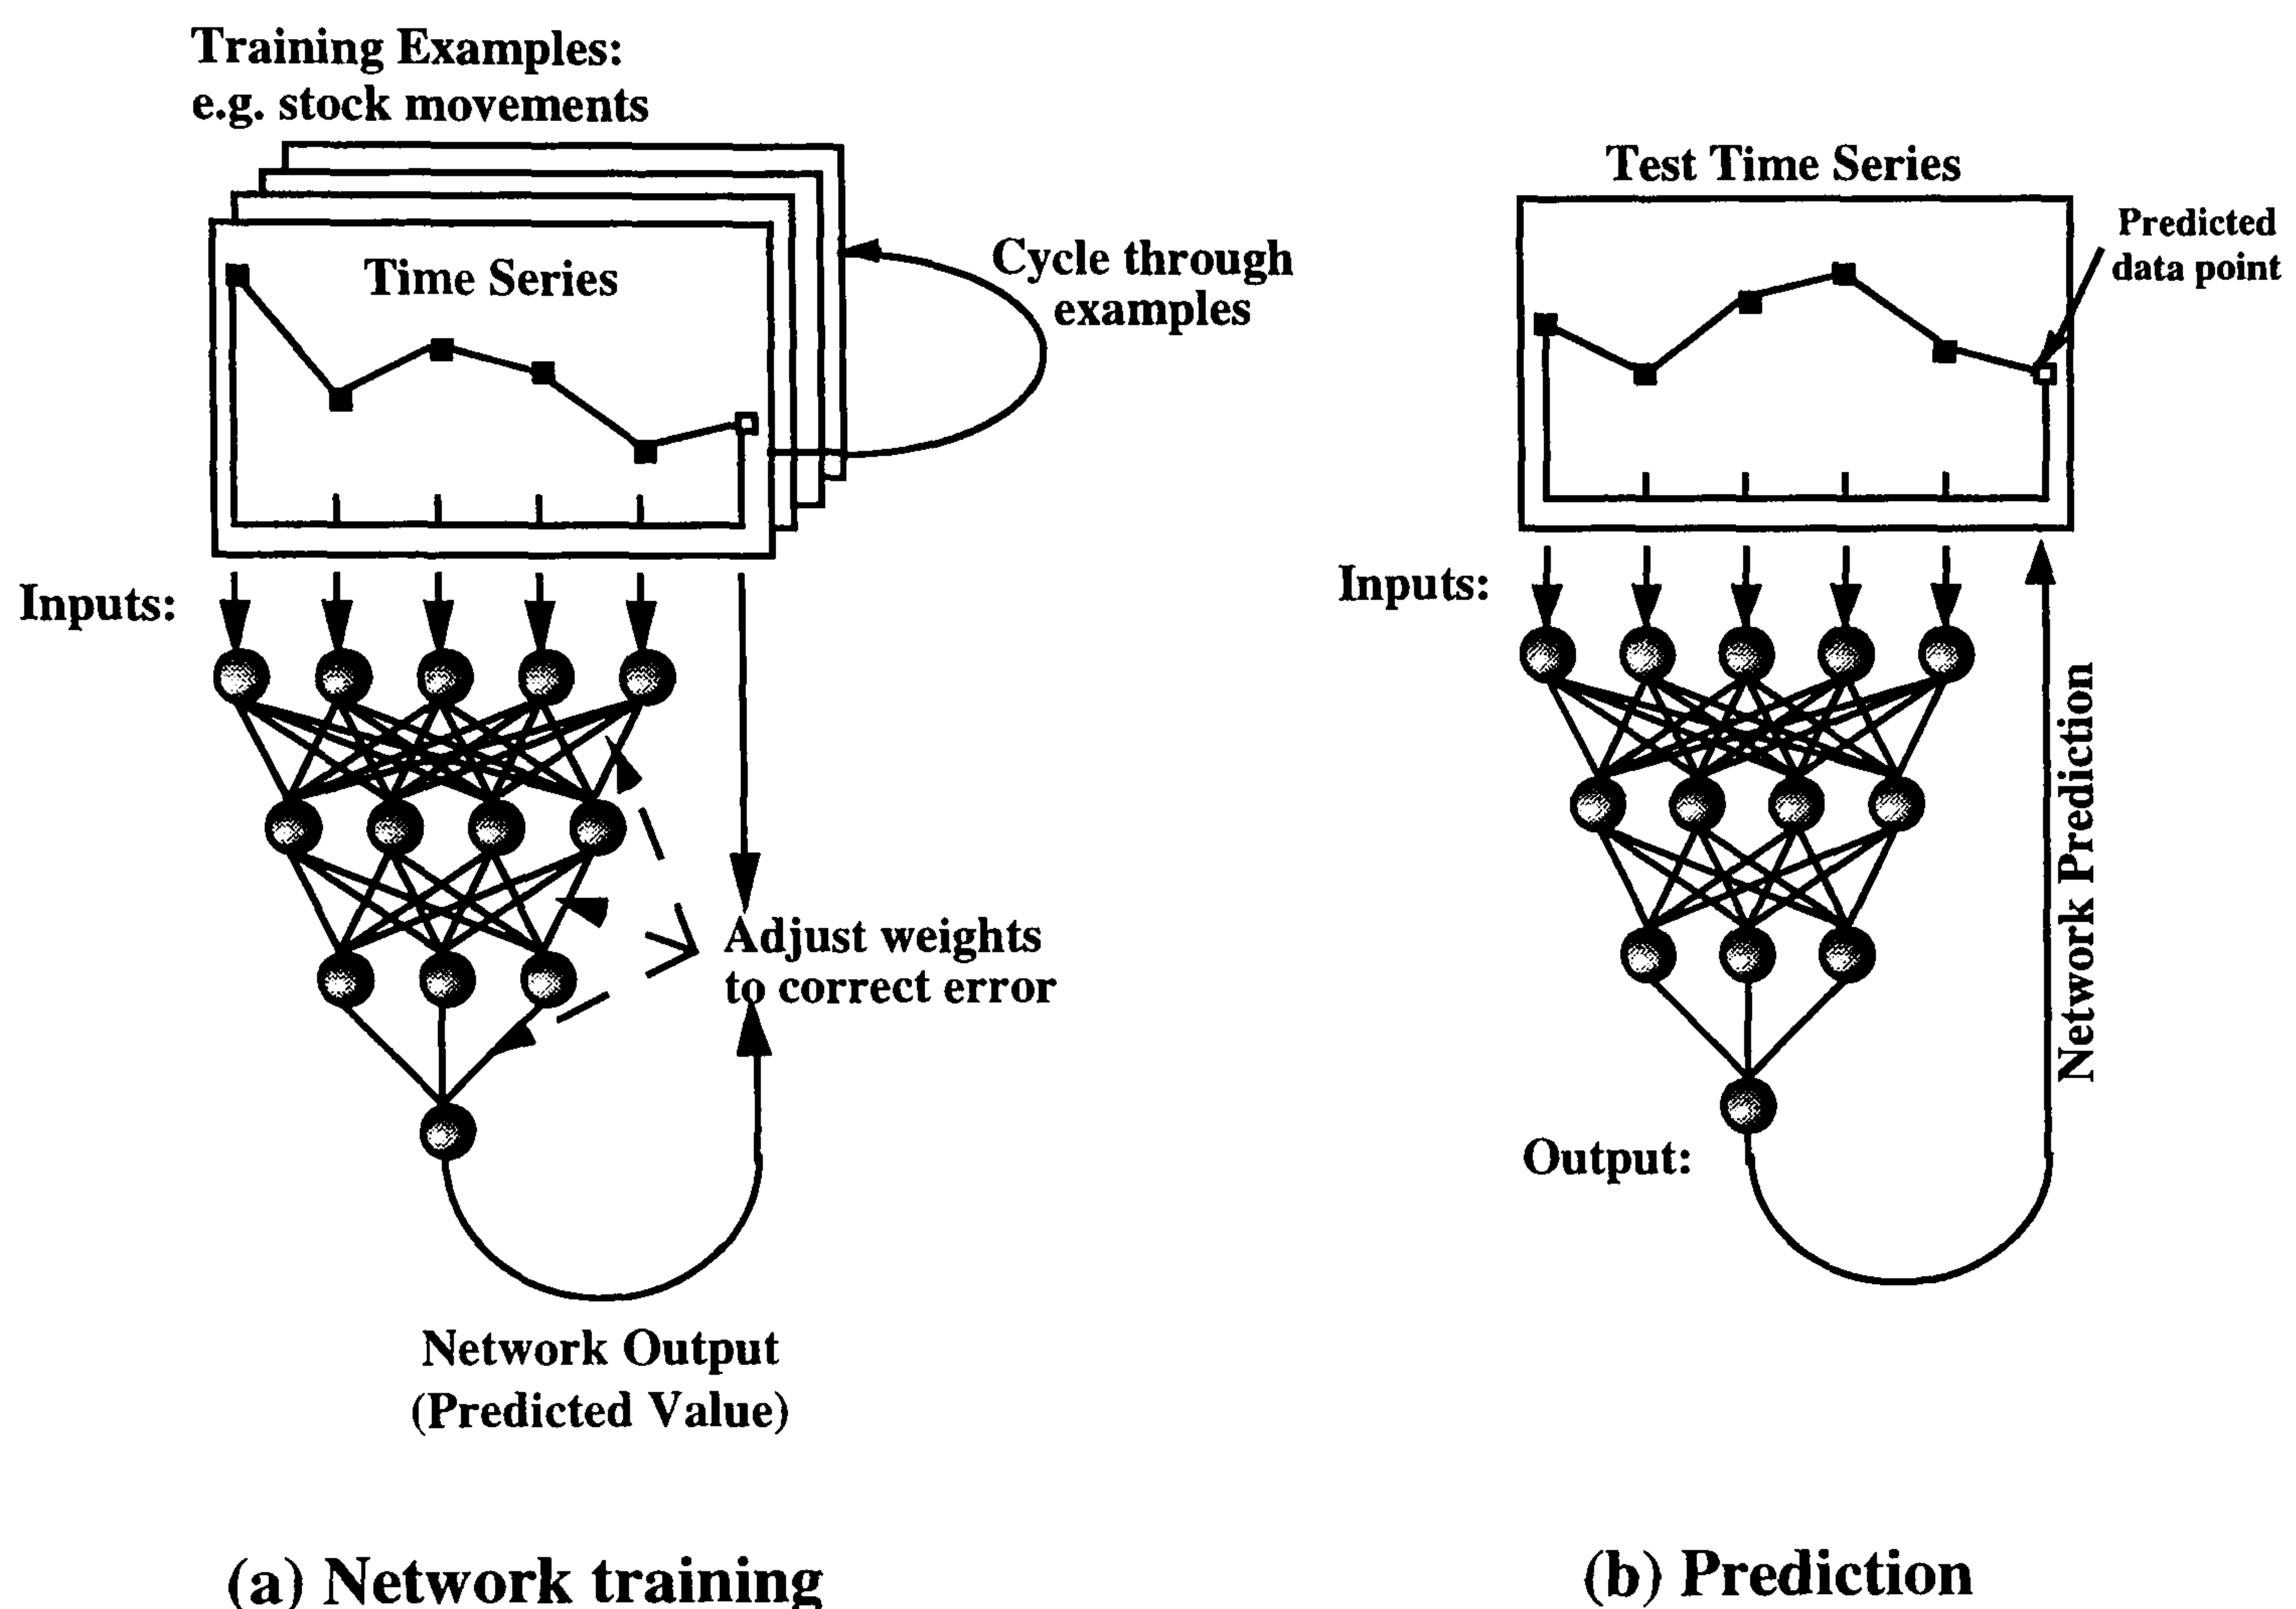 Training Examples:
e.g. stock movements
Time Series
Cycle through
examples
Inputs:
Adjust weights
to correct error
Network Output
(Predicted Value)
(a) Network training
Test Time Series
Predicted
data point
Inputs:
Network Prediction
Output:
(b) Prediction